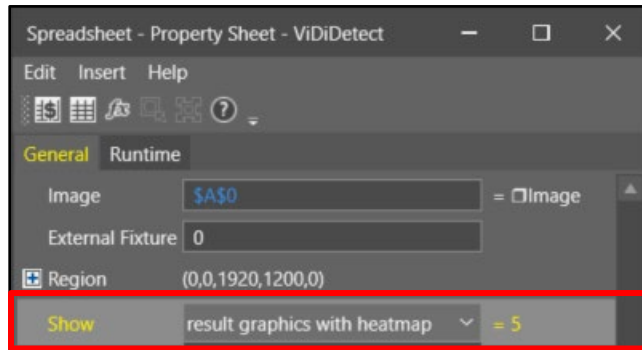 Spreadsheet - Property Sheet - ViDiDetect
Edit Insert Help
General Runtime
Image $A$0 = Image
External Fixture 0
Region (0,0,1920,1200,0)
Show result graphics with heatmap = 5